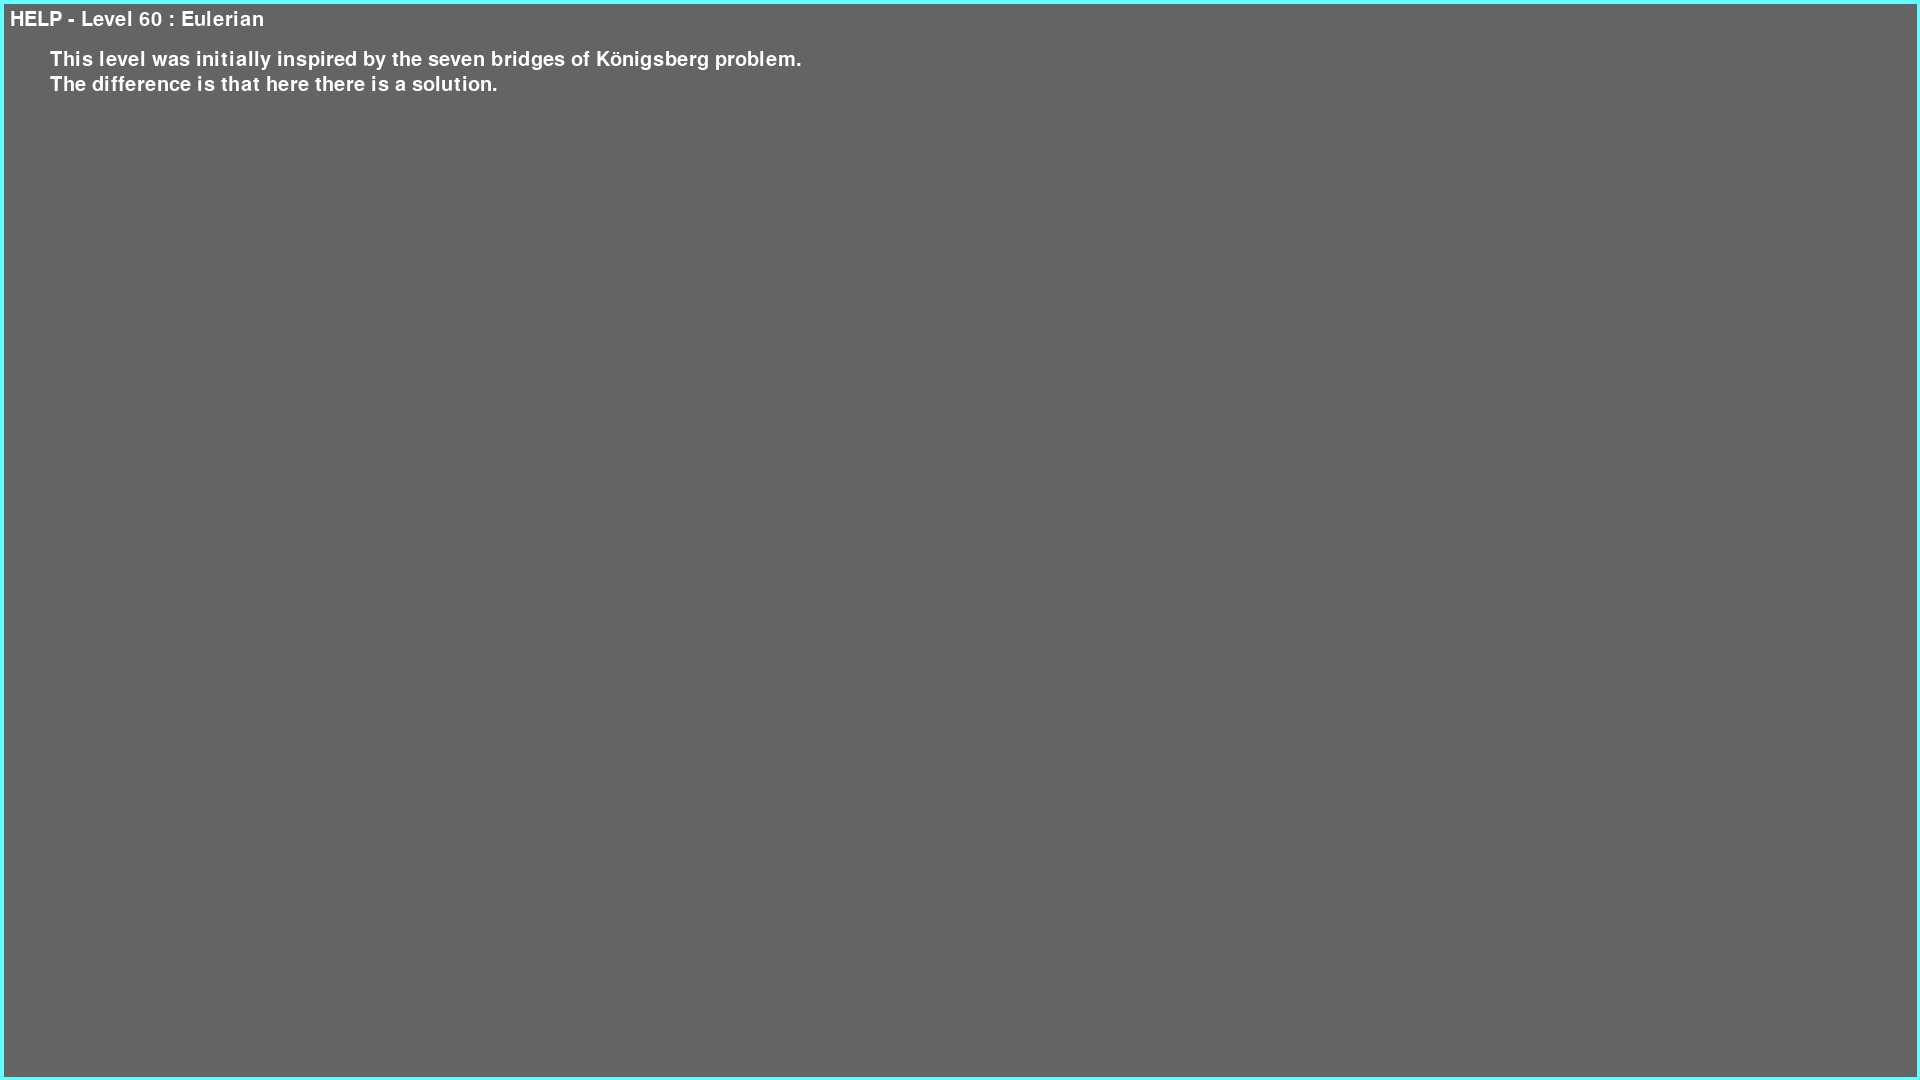 HELP - Level 60 : Eulerian
This level was initially inspired by the seven bridges of Königsberg problem.
The difference is that here there is a solution.